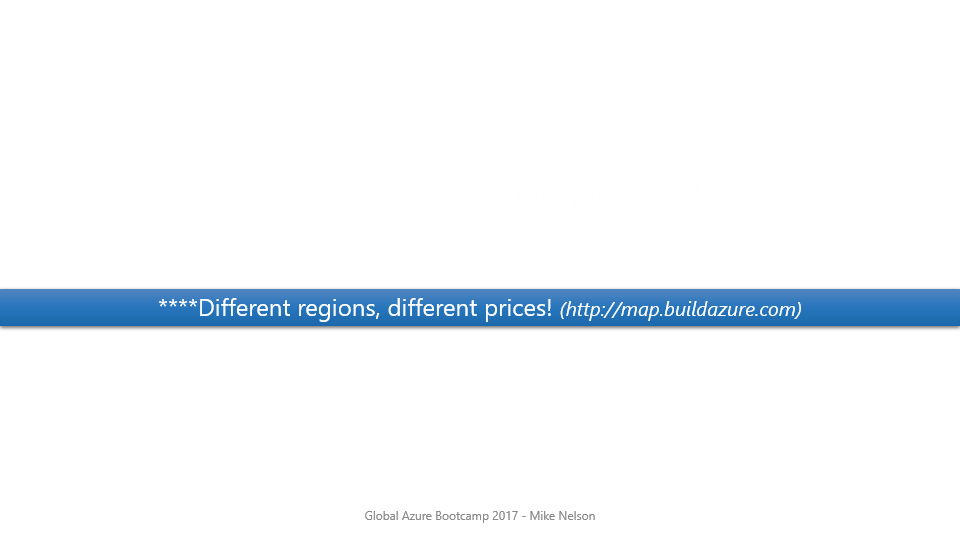 ****Different regions, different prices! (http://map.buildazure.com)
Global Azure Bootcamp 2017 - Mike Nelson